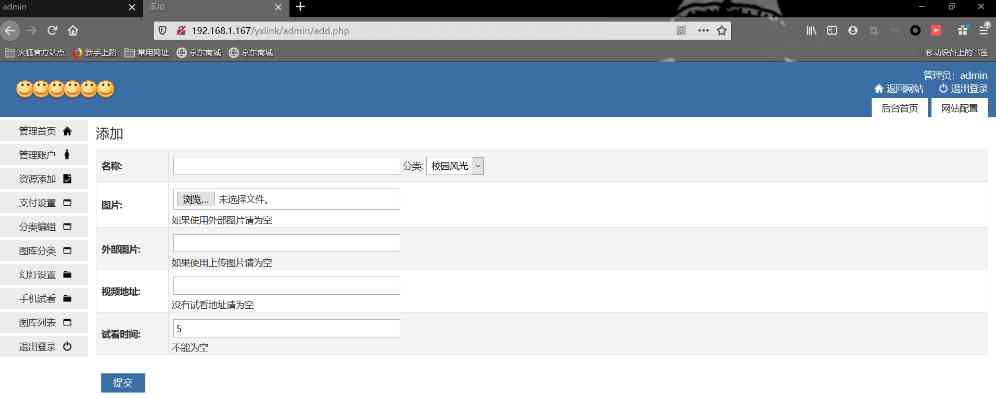 admin
添加
192.168.1.167/yslink/admin/add.php
火狐官方站点 新手上路 常用网址 京东商城 京东商城
移动设备上的书签
管理员: admin
返回网站 退出登录
后台首页 网站配置
管理首页
管理账户
资源添加
支付设置
分类编辑
图库分类
幻灯设置
手机试看
图库列表
退出登录
添加
名称: 分类: 校园风光
图片: 浏览... 未选择文件。
如果使用外部图片请为空
外部图片:
如果使用上传图片请为空
视频地址:
没有试看地址请为空
试看时间: 5
不能为空
提交